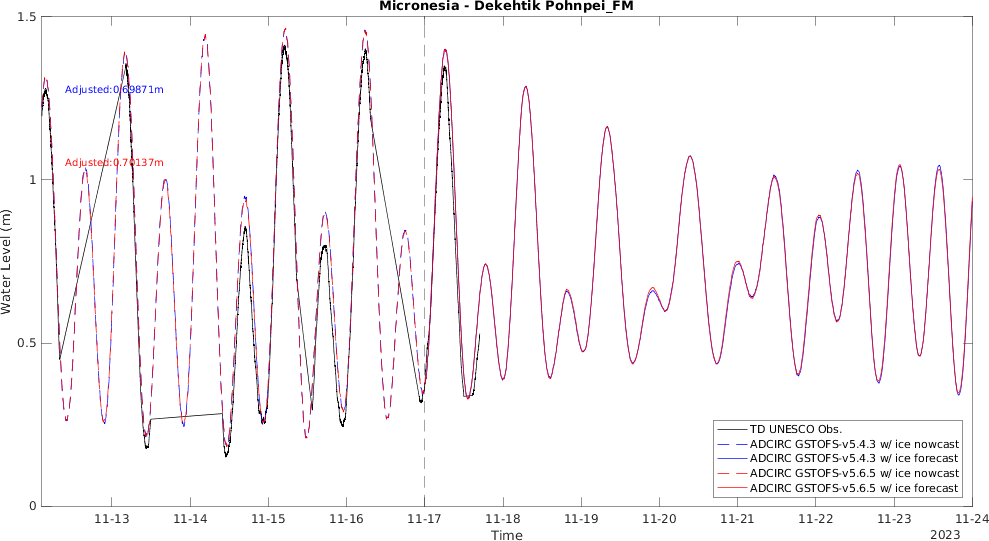 Micronesia - Dekehtik Pohnpei_FM
Water Level (m)
1.5
1
0.5
0
Adjusted:0.69871m
Adjusted:0.70137m
TD UNESCO Obs.
ADCIRC GSTOFS-v5.4.3 w/ ice nowcast
ADCIRC GSTOFS-v5.4.3 w/ ice forecast
ADCIRC GSTOFS-v5.6.5 w/ ice nowcast
ADCIRC GSTOFS-v5.6.5 w/ ice forecast
11-13 11-14 11-15 11-16 11-17 11-18 11-19 11-20 11-21 11-22 11-23 11-24
Time
2023